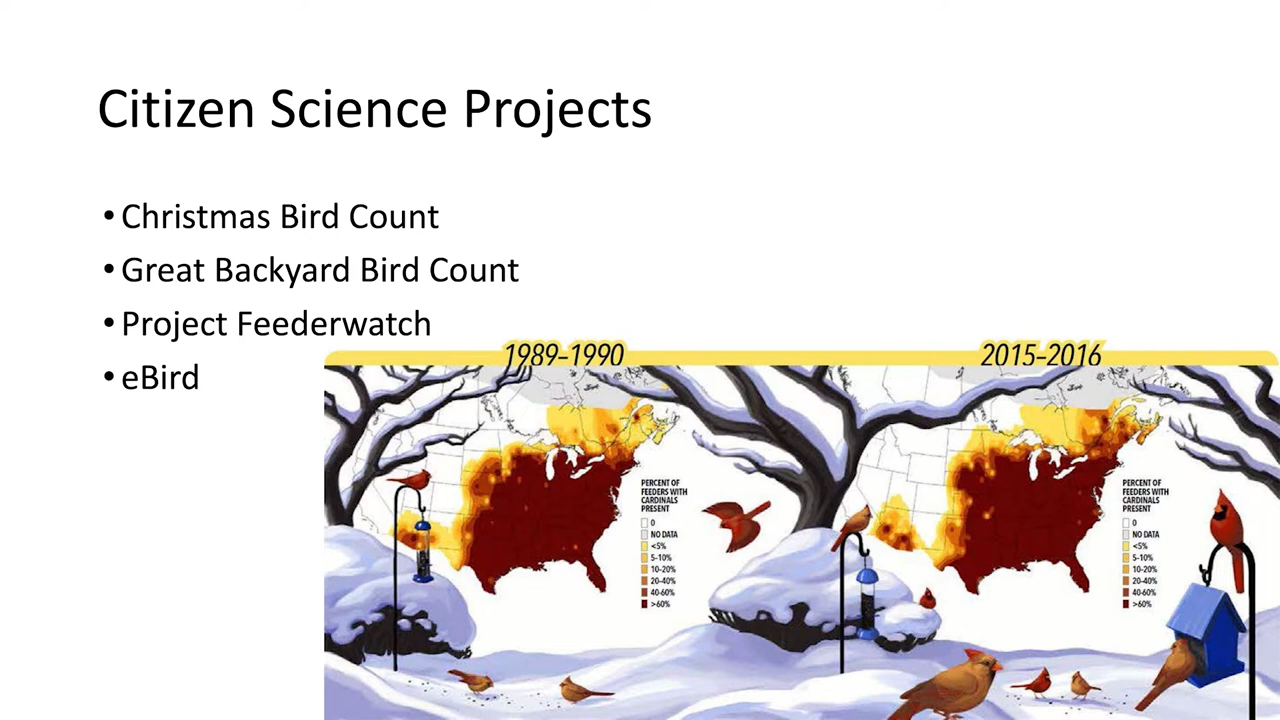 Citizen Science Projects
• Christmas Bird Count
• Great Backyard Bird Count
• Project Feederwatch
• eBird
1989-1990
PERCENT OF
FEEDERS WITH
CARDINALS
PRESENT
0
NO DATA
<5%
5-10%
10-20%
20-40%
40-60%
>60%
2015-2016
PERCENT OF
FEEDERS WITH
CARDINALS
PRESENT
0
NO DATA
<5%
5-10%
10-20%
20-40%
40-60%
>60%